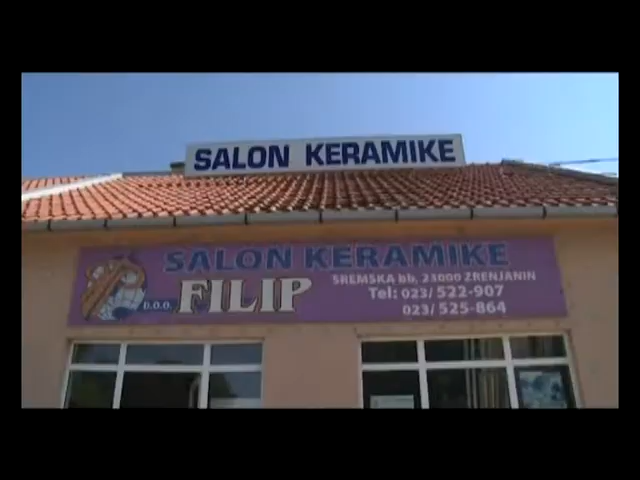 SALON KERAMIKE
SALON KERAMIKE
D.O.O. FILIP
SREMSKA bb, 23000 ZRENJANIN
Tel: 023/ 522-907
023/ 525-864